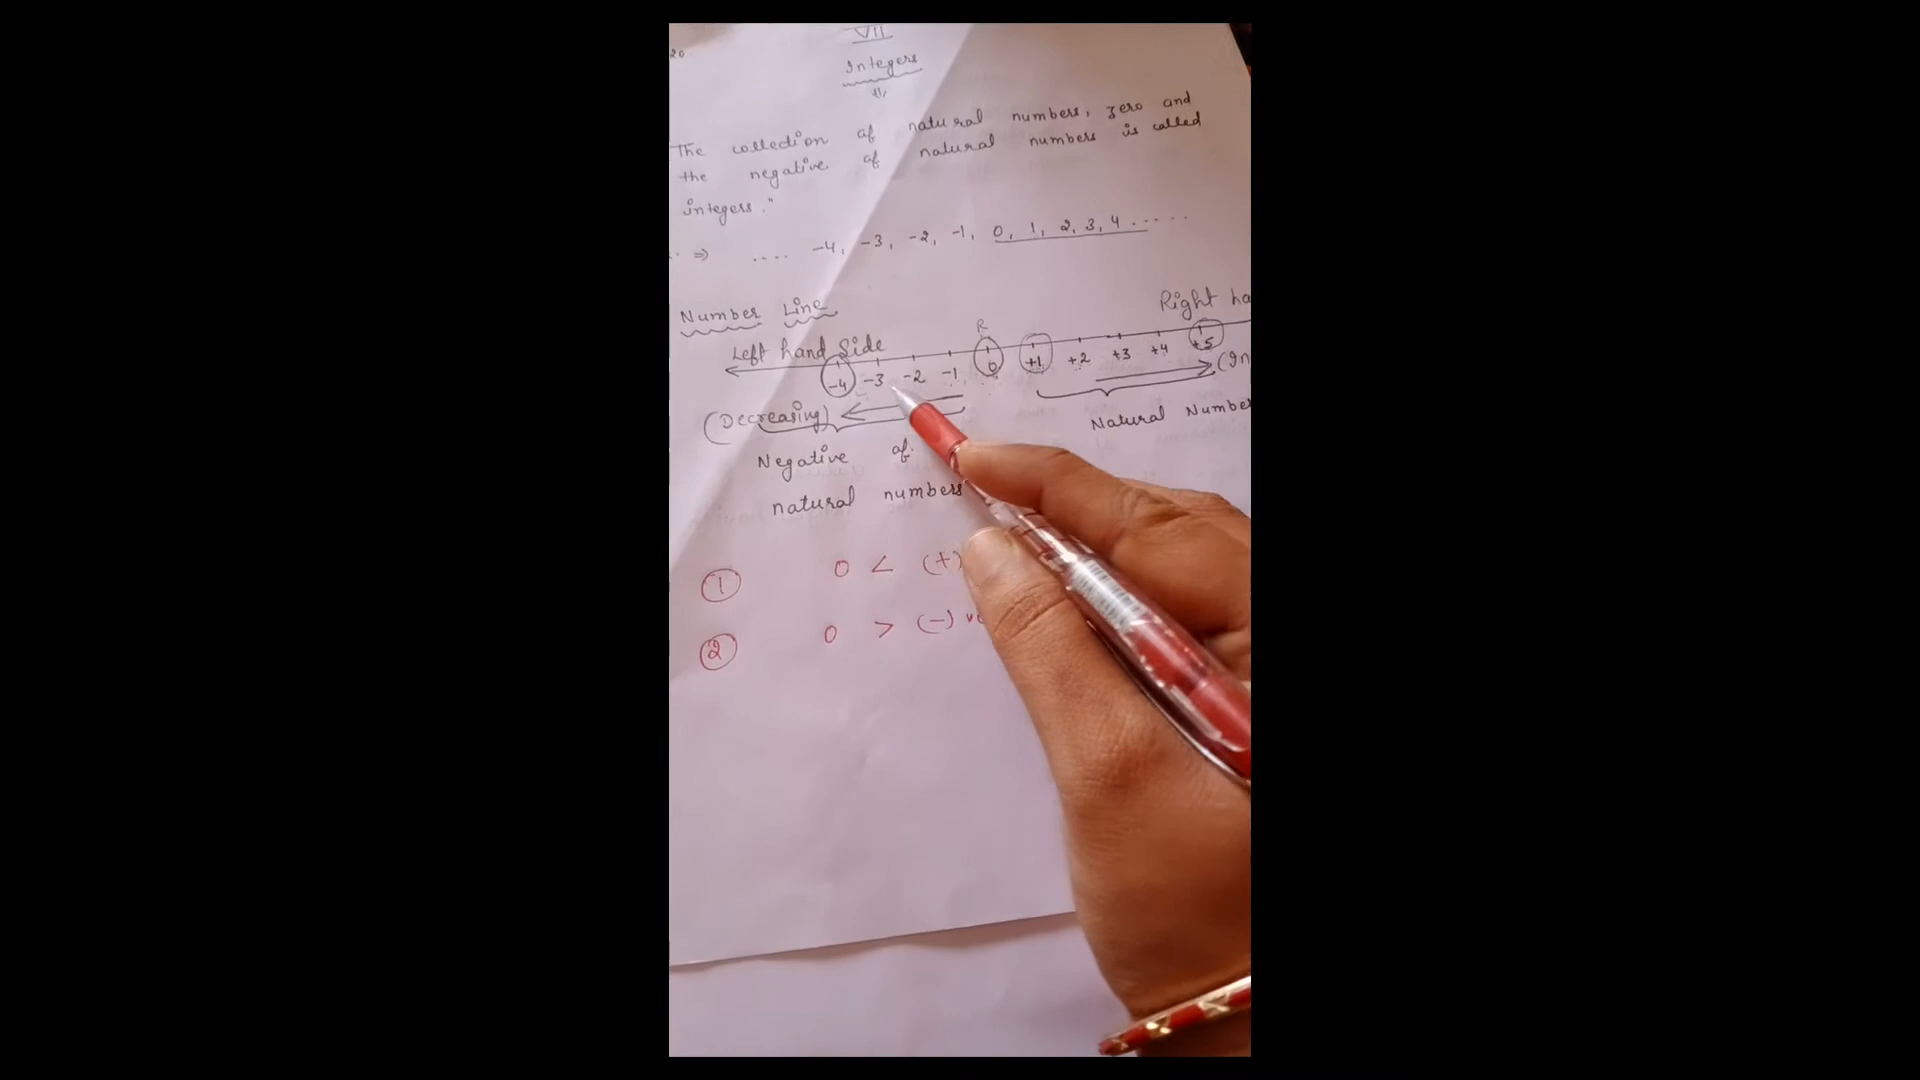 20
VII
Integers
The collection of natural numbers, zero and
the negative of natural numbers is called
integers."
⇒ .... -4, -3, -2, -1, 0, 1, 2, 3, 4 ......
Number Line
Right
Left hand Side
R
-4 -3 -2 -1 0 +1 +2 +3 +4 +5
(Decreasing)
Natural
Negative of
natural numbers
① 0 < (+)
② 0 > (-)